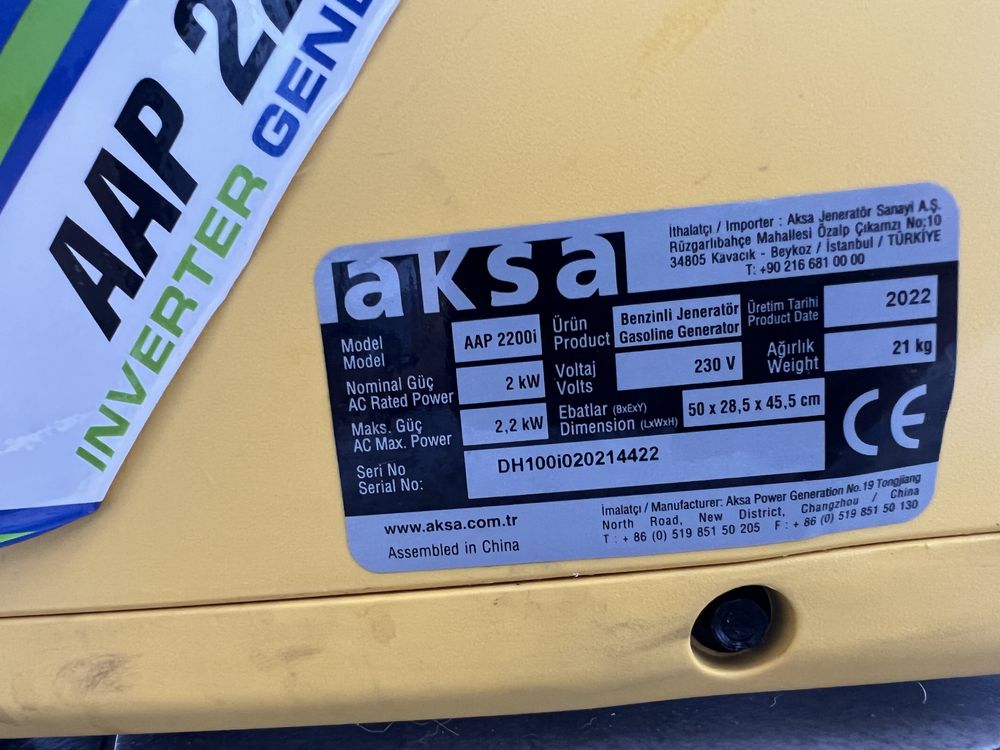 AAP 22
INVERTER GENE
aksa
İthalatçı / Importer : Aksa Jeneratör Sanayi A.Ş.
Rüzgarlıbahçe Mahallesi Özalp Çıkamzı No:10
34805 Kavacık - Beykoz / İstanbul / TÜRKİYE
T: +90 216 681 00 00
Model
Model
AAP 2200i
Ürün
Product
Benzinli Jeneratör
Gasoline Generator
Üretim Tarihi
Product Date
2022
Nominal Güç
AC Rated Power
2 kW
Voltaj
Volts
230 V
Ağırlık
Weight
21 kg
Maks. Güç
AC Max. Power
2,2 kW
Ebatlar (BxExY)
Dimension (LxWxH)
50 x 28,5 x 45,5 cm
CE
Seri No
Serial No:
DH100i020214422
www.aksa.com.tr
Assembled in China
İmalatçı / Manufacturer: Aksa Power Generation No.19 Tongjiang
North Road, New District, Changzhou / China
T : + 86 (0) 519 851 50 205 F : + 86 (0) 519 851 50 130